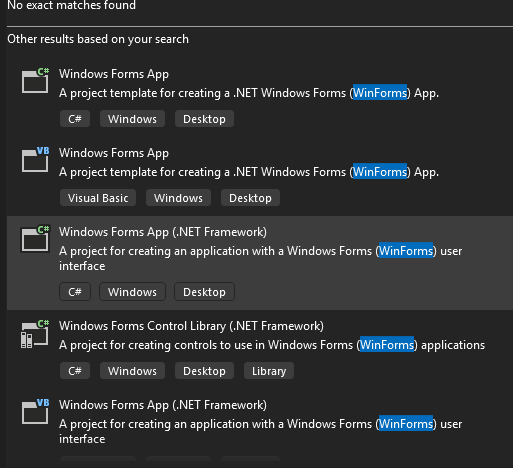 No exact matches found
Other results based on your search
C#
Windows Forms App
A project template for creating a .NET Windows Forms (WinForms) App.
C# Windows Desktop
VB
Windows Forms App
A project template for creating a .NET Windows Forms (WinForms) App.
Visual Basic Windows Desktop
C#
Windows Forms App (.NET Framework)
A project for creating an application with a Windows Forms (WinForms) user
interface
C# Windows Desktop
C#
Windows Forms Control Library (.NET Framework)
A project for creating controls to use in Windows Forms (WinForms) applications
C# Windows Desktop Library
VB
Windows Forms App (.NET Framework)
A project for creating an application with a Windows Forms (WinForms) user
interface